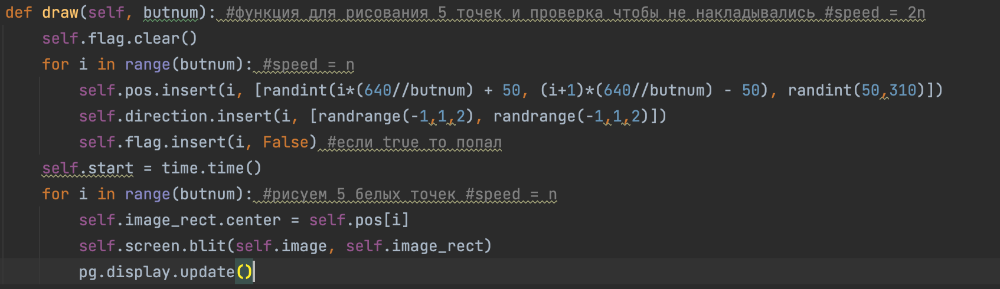 def draw(self, butnum): #функция для рисования 5 точек и проверка чтобы не накладывались #speed = 2n
    self.flag.clear()
    for i in range(butnum): #speed = n
        self.pos.insert(i, [randint(i*(640//butnum) + 50, (i+1)*(640//butnum) - 50), randint(50,310)])
        self.direction.insert(i, [randrange(-1,1,2), randrange(-1,1,2)])
        self.flag.insert(i, False) #если true то попал
    self.start = time.time()
    for i in range(butnum): #рисуем 5 белых точек #speed = n
        self.image_rect.center = self.pos[i]
        self.screen.blit(self.image, self.image_rect)
        pg.display.update()